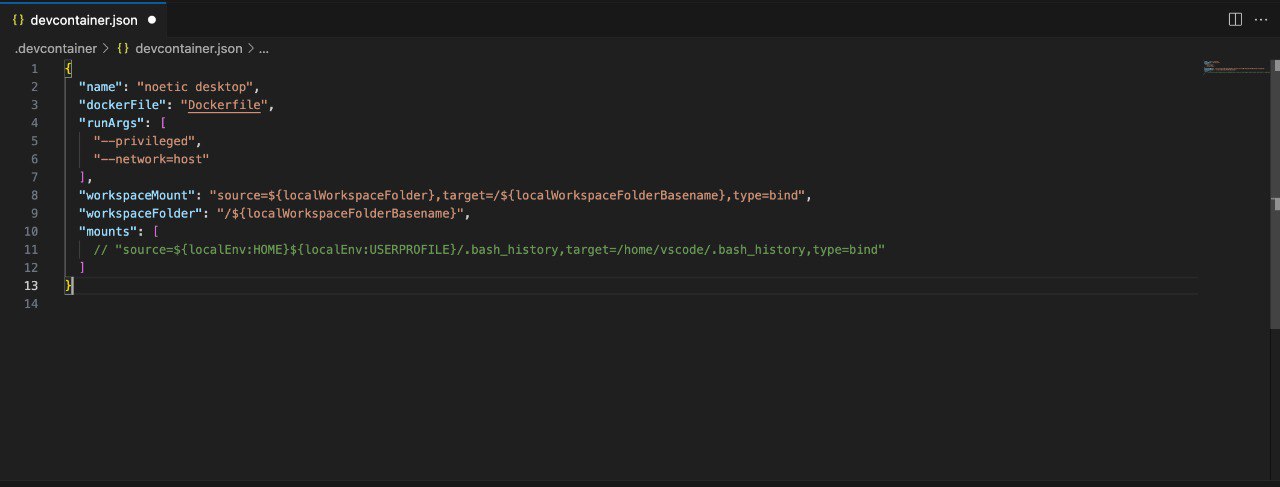 {} devcontainer.json ●
.devcontainer > {} devcontainer.json > ...
1 {
2   "name": "noetic desktop",
3   "dockerFile": "Dockerfile",
4   "runArgs": [
5     "--privileged",
6     "--network=host"
7   ],
8   "workspaceMount": "source=${localWorkspaceFolder},target=/${localWorkspaceFolderBasename},type=bind",
9   "workspaceFolder": "/${localWorkspaceFolderBasename}",
10   "mounts": [
11     // "source=${localEnv:HOME}${localEnv:USERPROFILE}/.bash_history,target=/home/vscode/.bash_history,type=bind"
12   ]
13 }
14